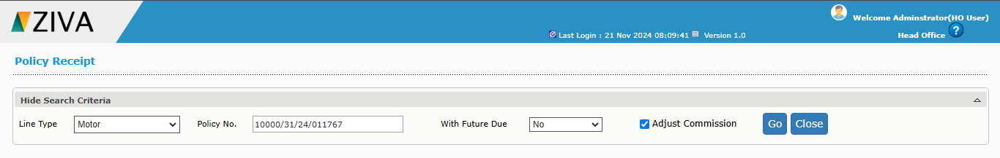 ZIVA
Welcome Adminstrator(HO User)
Last Login : 21 Nov 2024 08:09:41 Version 1.0
Head Office ?
Policy Receipt
Hide Search Criteria
Line Type Motor Policy No. 10000/31/24/011767 With Future Due No Adjust Commission Go Close